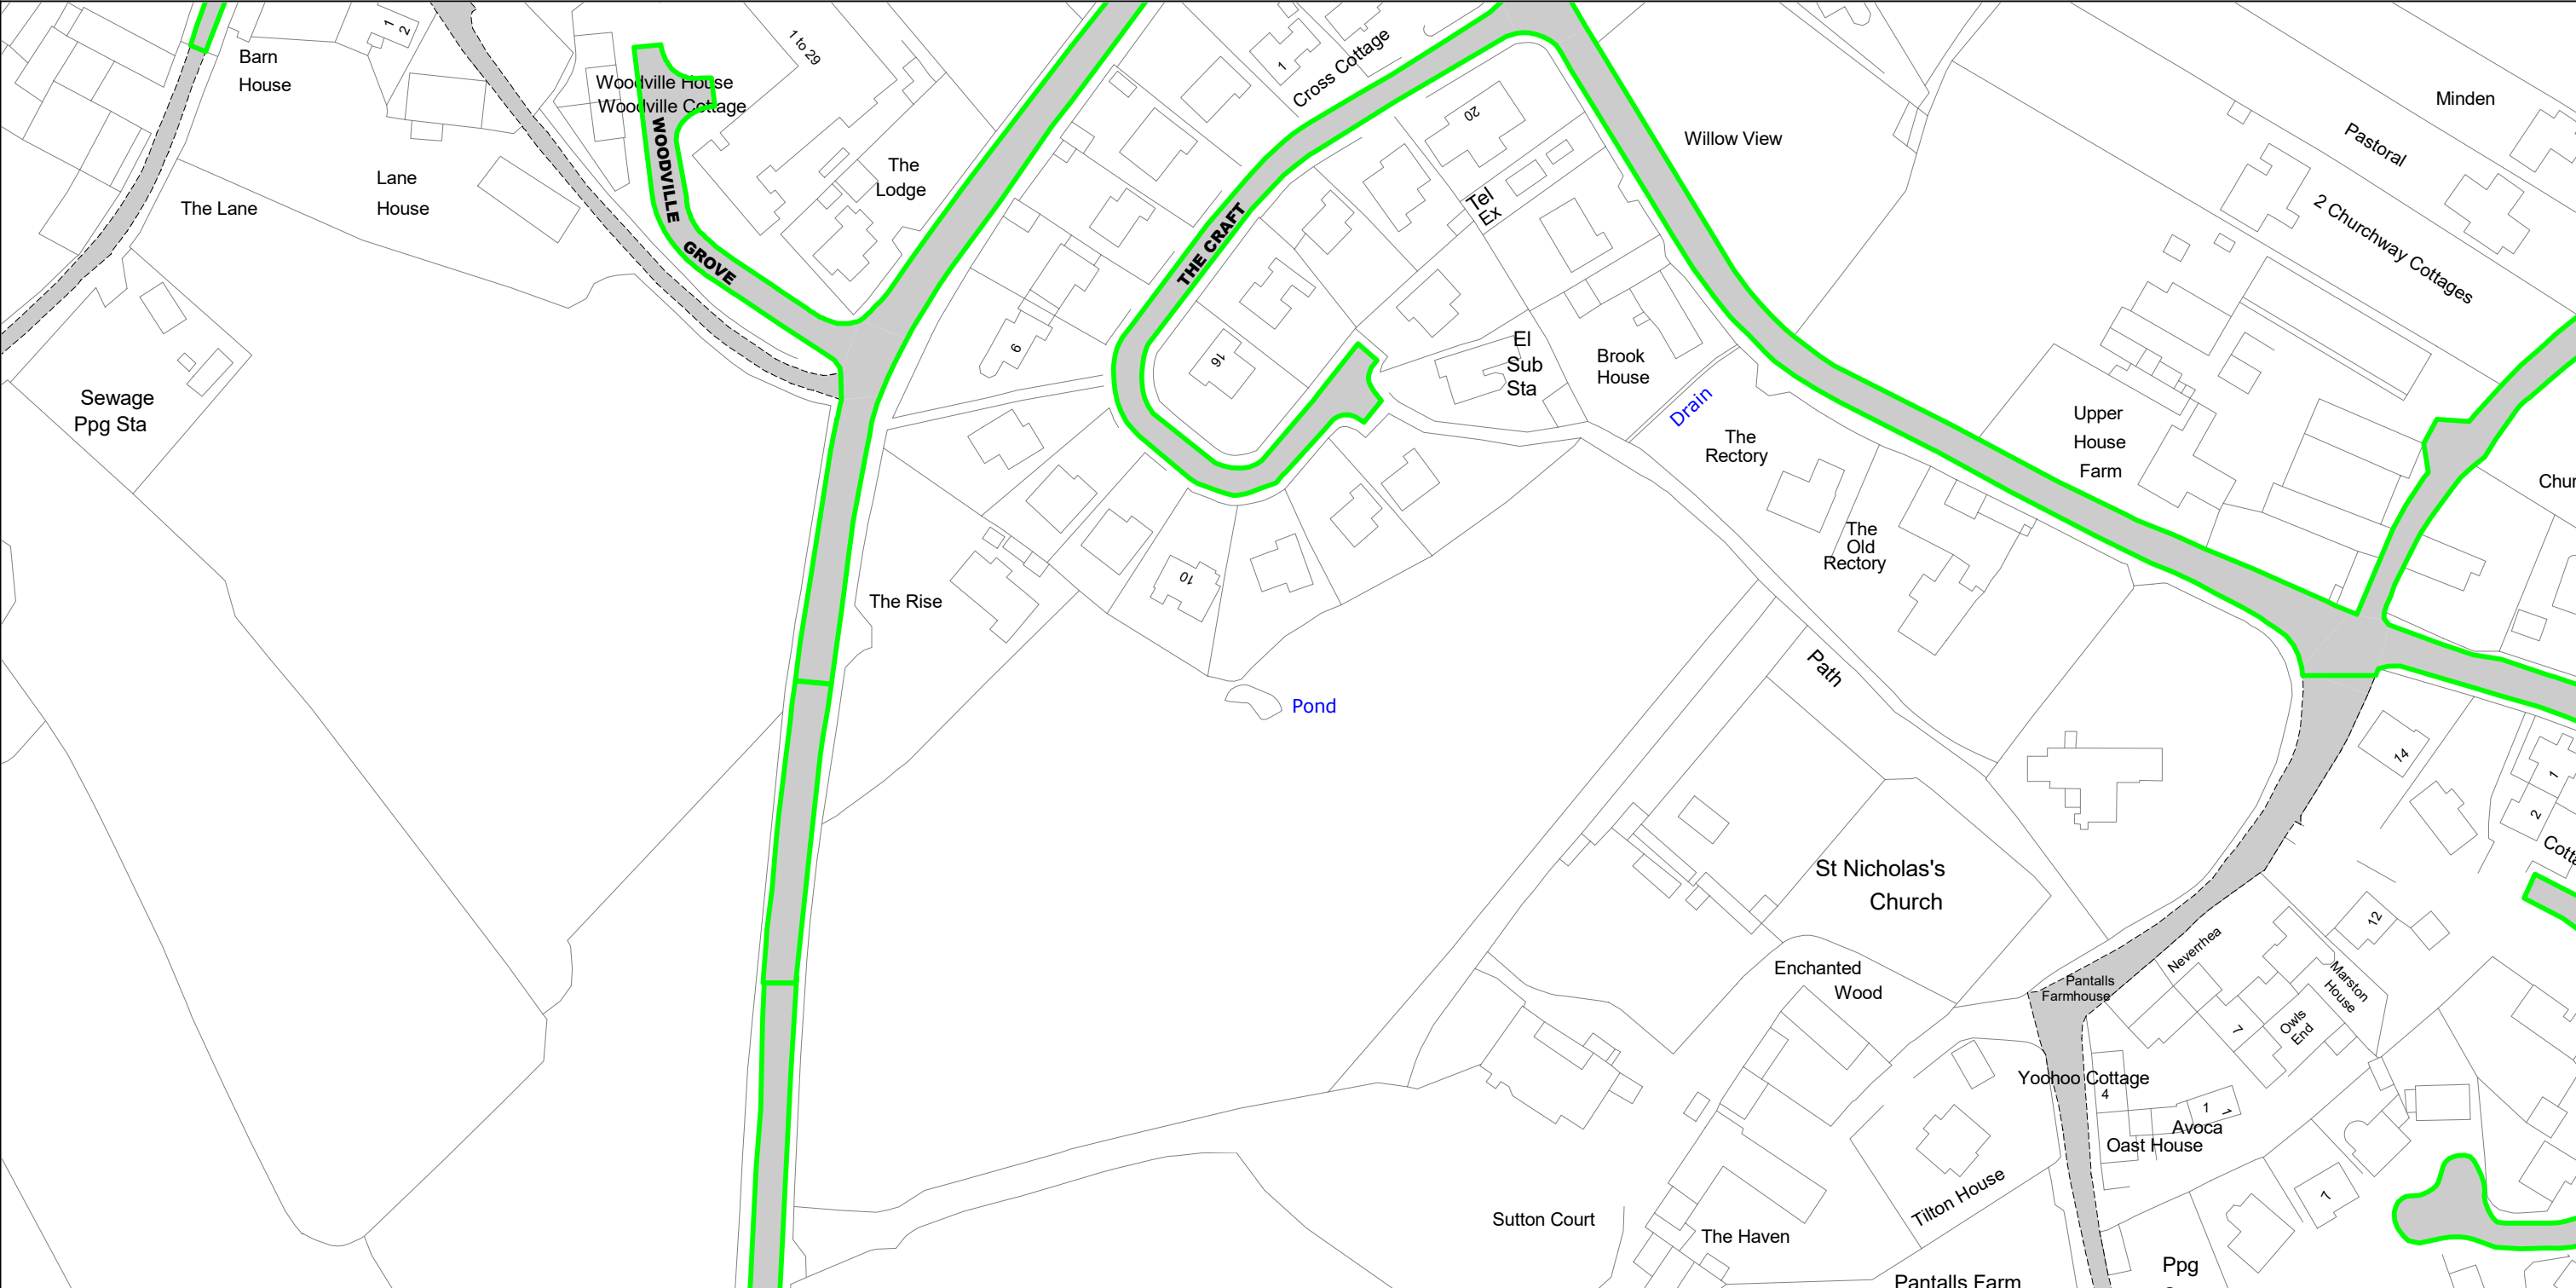 1
2
Barn
House
1 to 29
Woodville House
Woodville Cottage
WOODVILLE
GROVE
The
Lodge
Lane
House
The Lane
Sewage
Ppg Sta
1
Cross Cottage
THE CRAFT
20
Tel
Ex
Willow View
Minden
Pastoral
2 Churchway Cottages
9
16
El
Sub
Sta
Brook
House
Drain
The
Rectory
Upper
House
Farm
Chur
The
Old
Rectory
10
The Rise
Path
Pond
14
1
2
Cotta
St Nicholas's
Church
12
Neverrhea
Marston
House
Enchanted
Wood
Pantalls
Farmhouse
7
Owls
End
Yoohoo Cottage
4
1
1
Avoca
Oast House
Tilton House
7
Sutton Court
The Haven
Ppg
Pantalls Farm